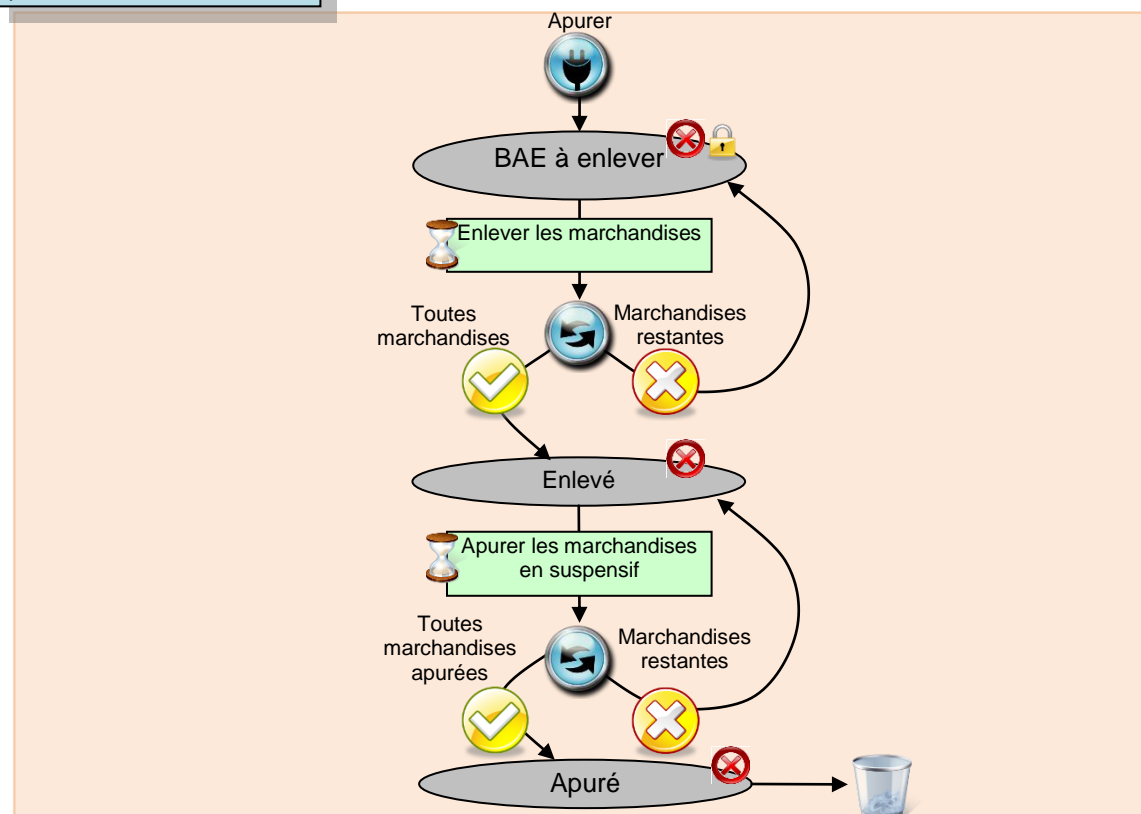 Apurer
BAE à enlever
Enlever les marchandises
Toutes
marchandises
Marchandises
restantes
Enlevé
Apurer les marchandises
en suspensif
Toutes
marchandises
apurées
Marchandises
restantes
Apuré